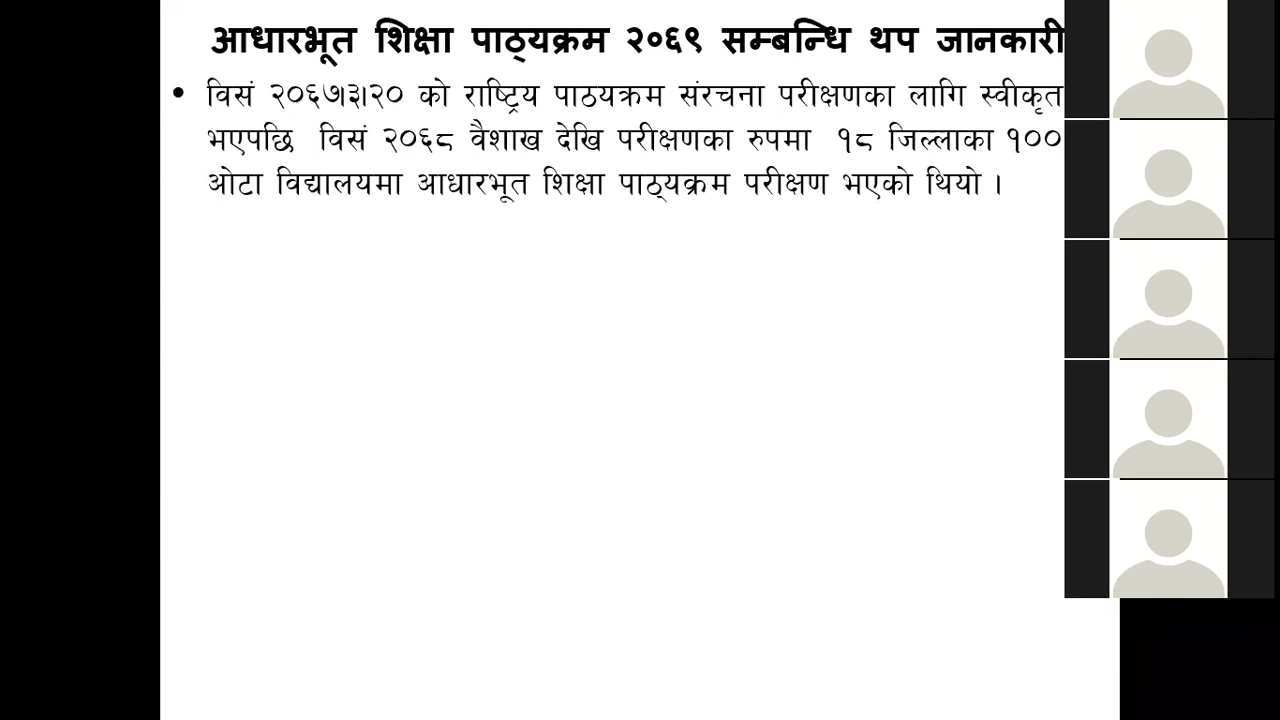 आधारभूत शिक्षा पाठ्यक्रम २०६९ सम्बन्धि थप जानकारी
• विसं २०६७।३।२० को राष्ट्रिय पाठयक्रम संरचना परीक्षणका लागि स्वीकृत
भएपछि विसं २०६८ वैशाख देखि परीक्षणका रुपमा १८ जिल्लाका १००
ओटा विद्यालयमा आधारभूत शिक्षा पाठ्यक्रम परीक्षण भएको थियो ।